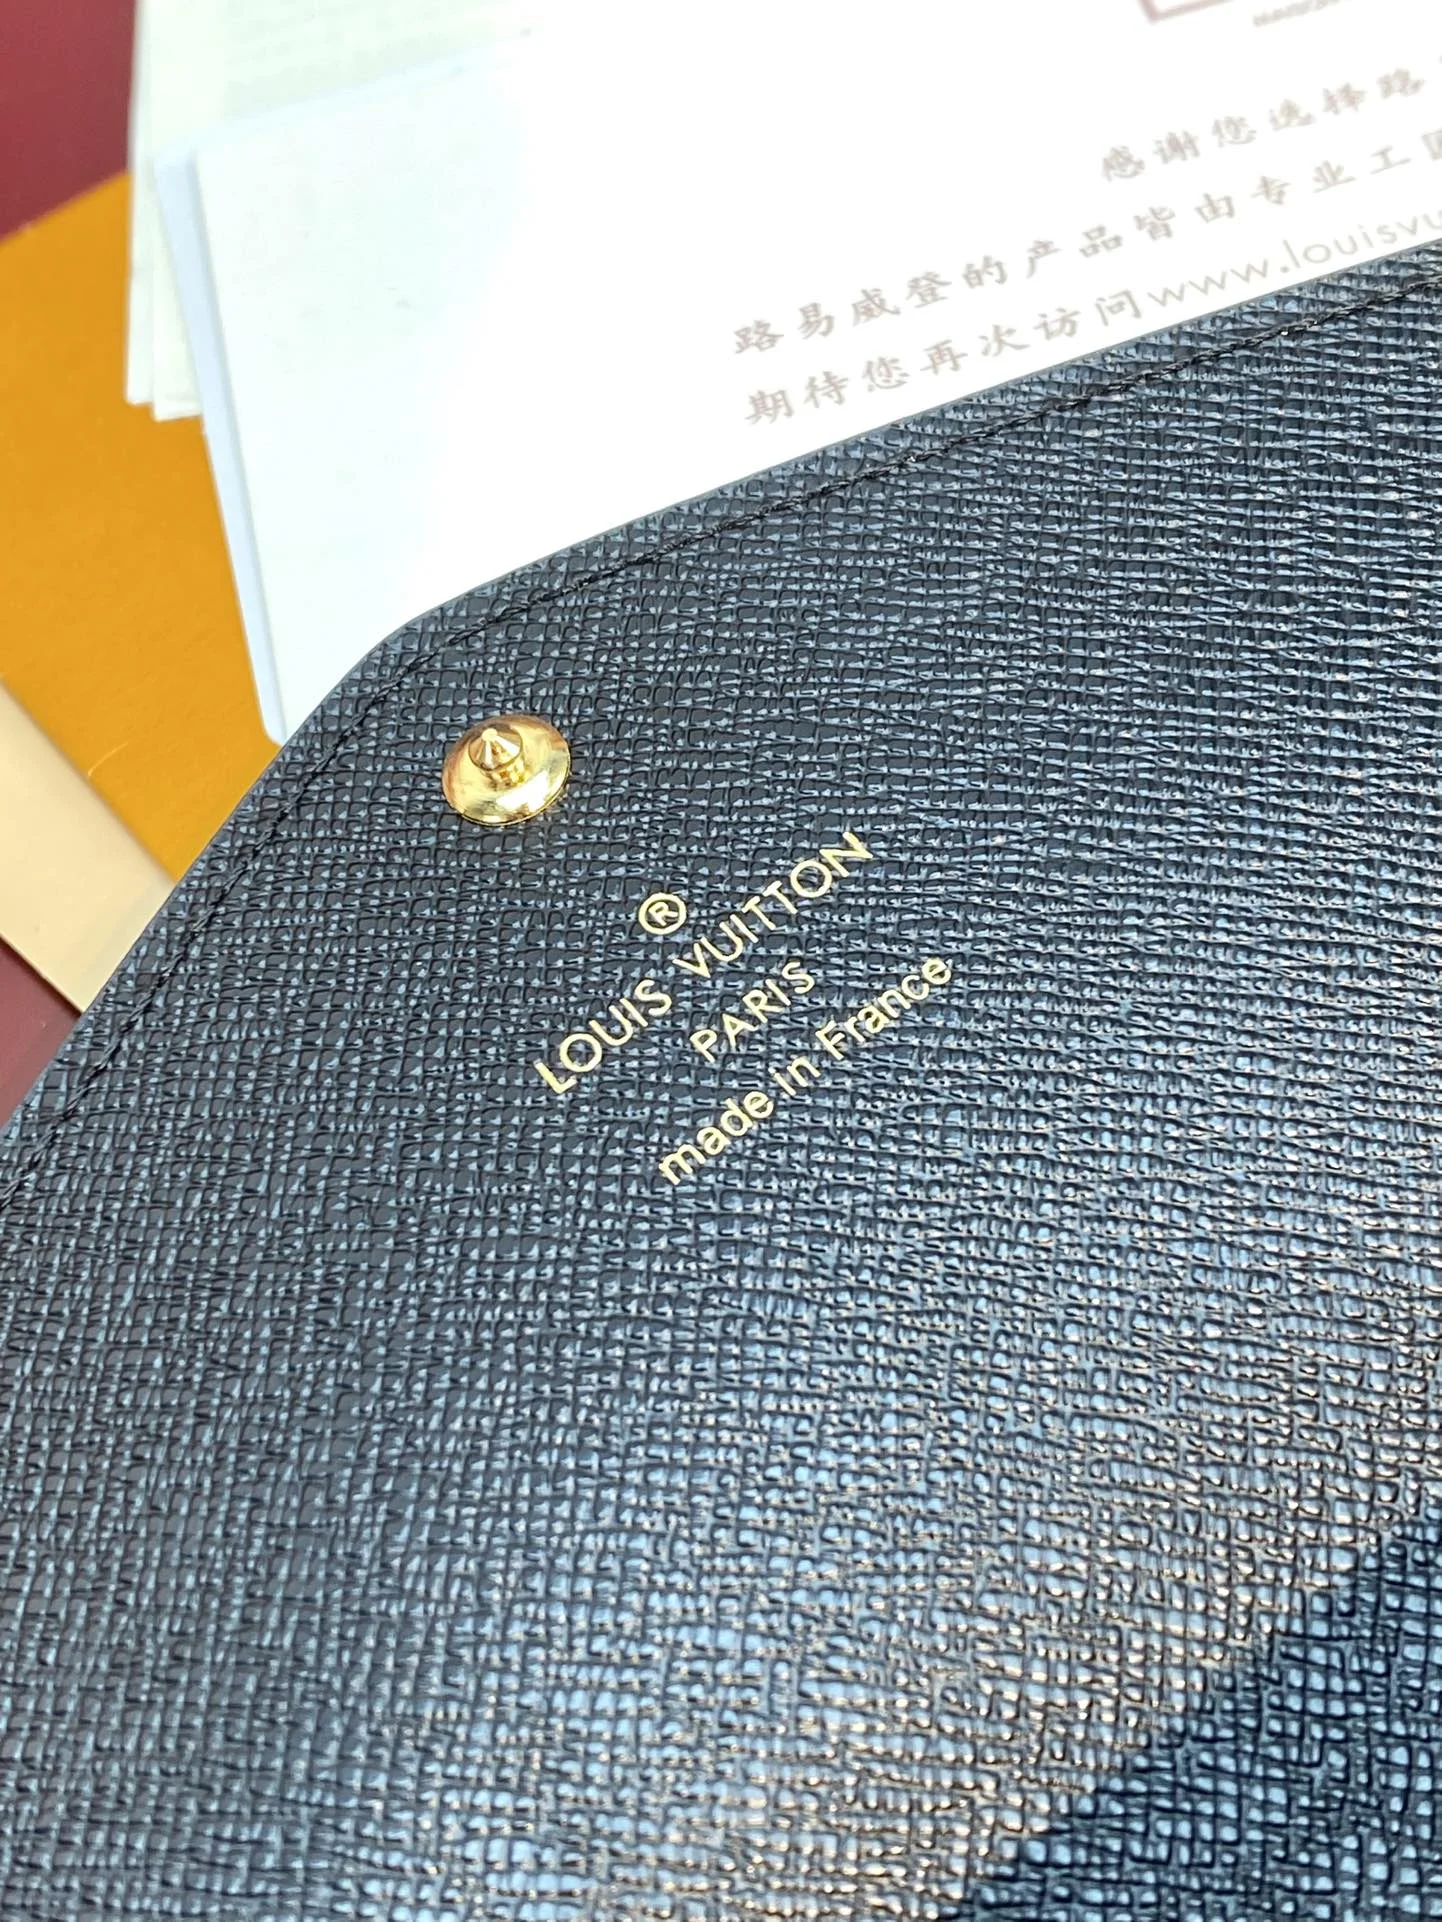 感谢您选择路
路易威登的产品皆由专业工
期待您再次访问www.louisvu
®
LOUIS VUITTON
PARIS
made in France